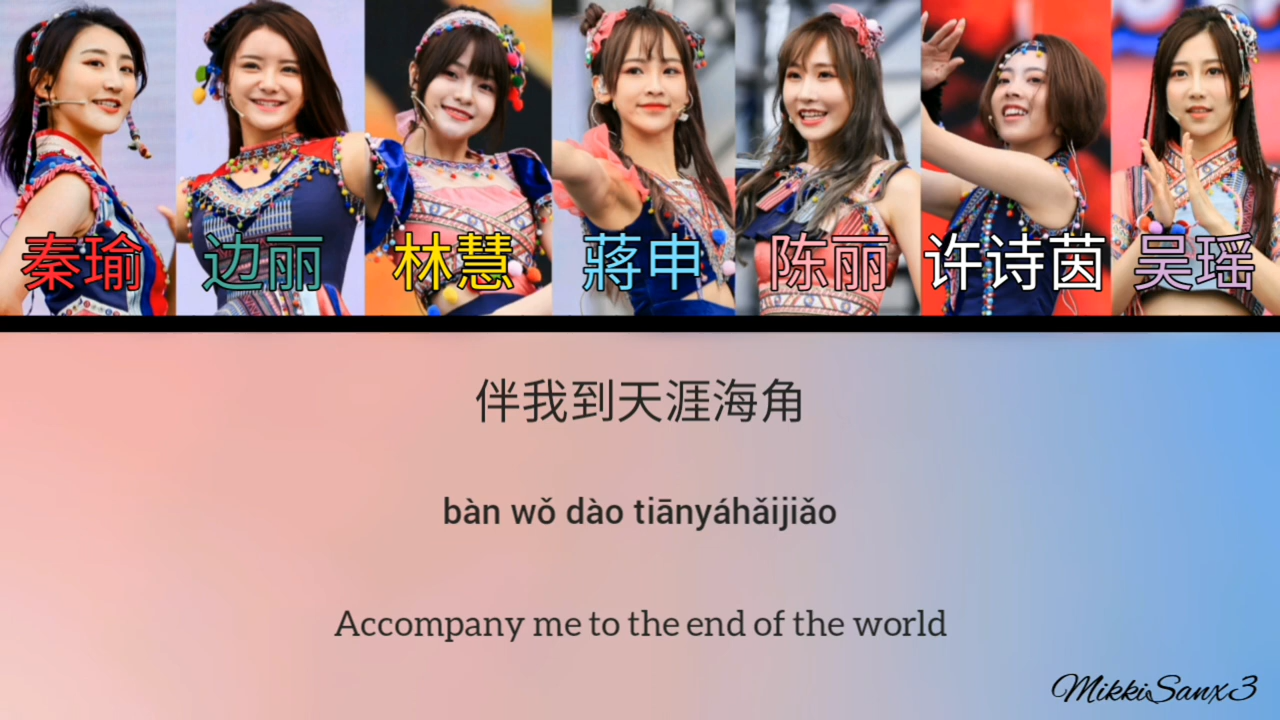 秦瑜 边丽 林慧 蔣申 陈丽 许诗茵 吴瑶
伴我到天涯海角
bàn wǒ dào tiānyáhǎijiǎo
Accompany me to the end of the world
MikkiSanx3